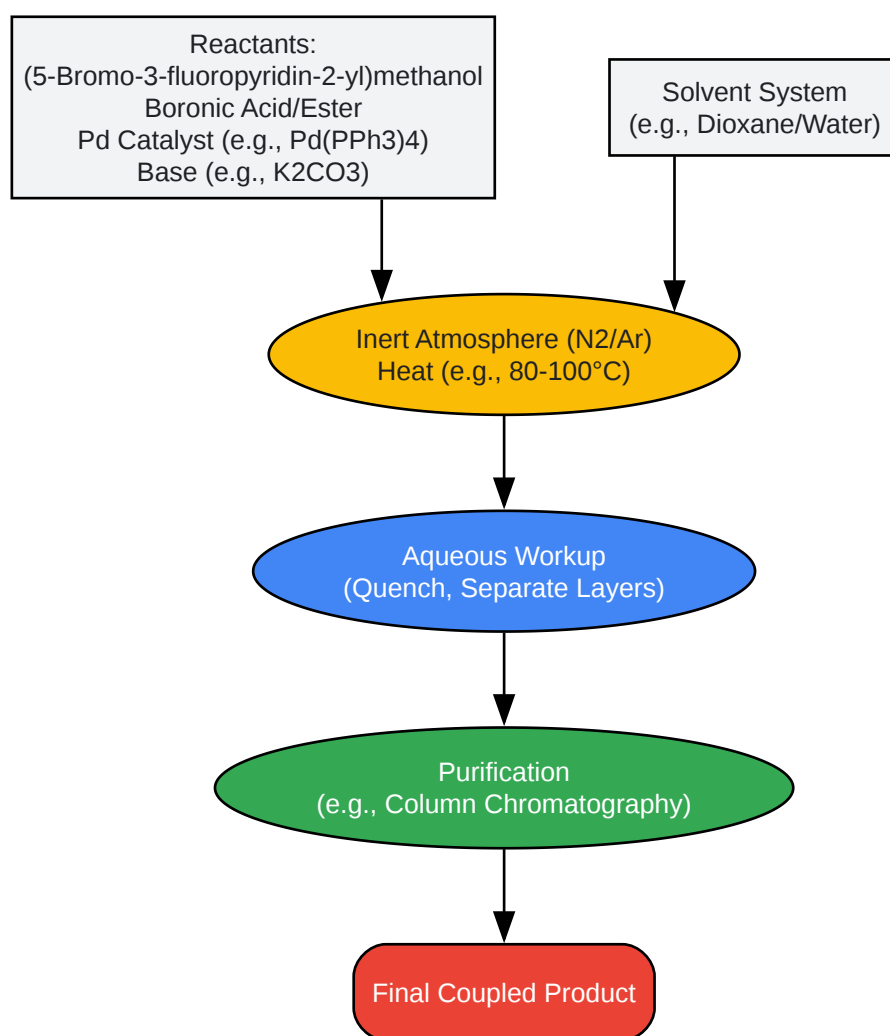 Reactants:
(5-Bromo-3-fluoropyridin-2-yl)methanol
Boronic Acid/Ester
Pd Catalyst (e.g., Pd(PPh3)4)
Base (e.g., K2CO3)
Solvent System
(e.g., Dioxane/Water)
Inert Atmosphere (N2/Ar)
Heat (e.g., 80-100°C)
Aqueous Workup
(Quench, Separate Layers)
Purification
(e.g., Column Chromatography)
Final Coupled Product